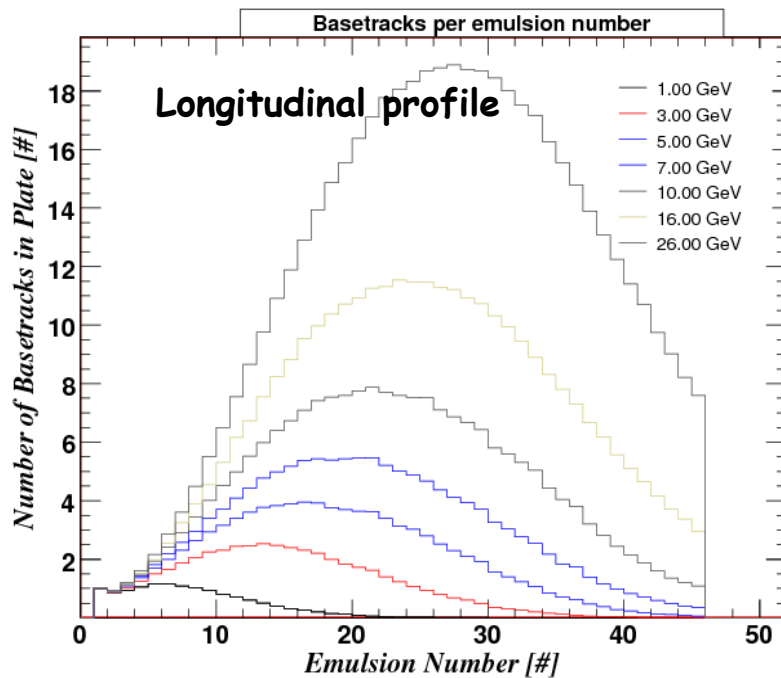 Basetracks per emulsion number
Longitudinal profile
1.00 GeV
3.00 GeV
5.00 GeV
7.00 GeV
10.00 GeV
16.00 GeV
26.00 GeV
Number of Basetracks in Plate [#]
18
16
14
12
10
8
6
4
2
0 10 20 30 40 50
Emulsion Number [#]